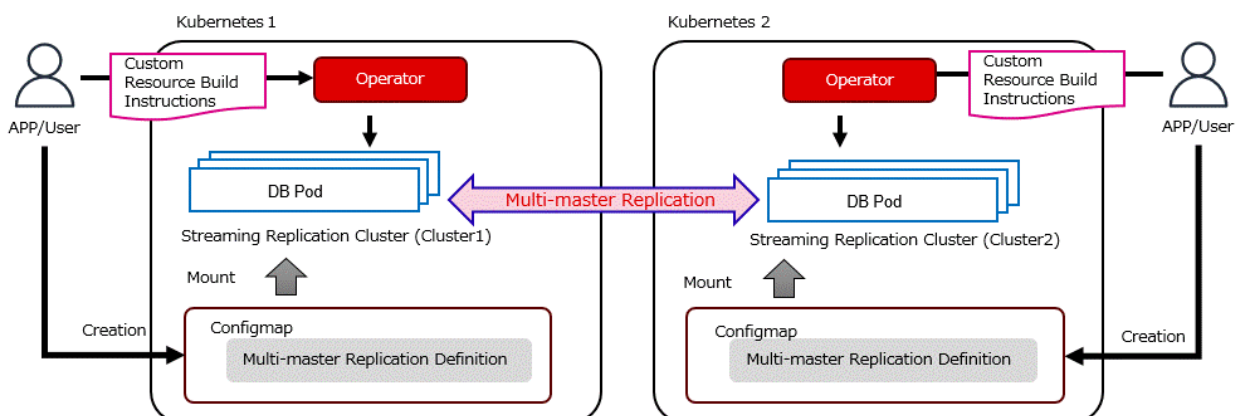 Kubernetes 1
Kubernetes 2
Custom
Resource Build
Instructions
Operator
Operator
Custom
Resource Build
Instructions
APP/User
APP/User
DB Pod
Multi-master Replication
DB Pod
Streaming Replication Cluster (Cluster1)
Streaming Replication Cluster (Cluster2)
Mount
Mount
Creation
Configmap
Multi-master Replication Definition
Configmap
Multi-master Replication Definition
Creation